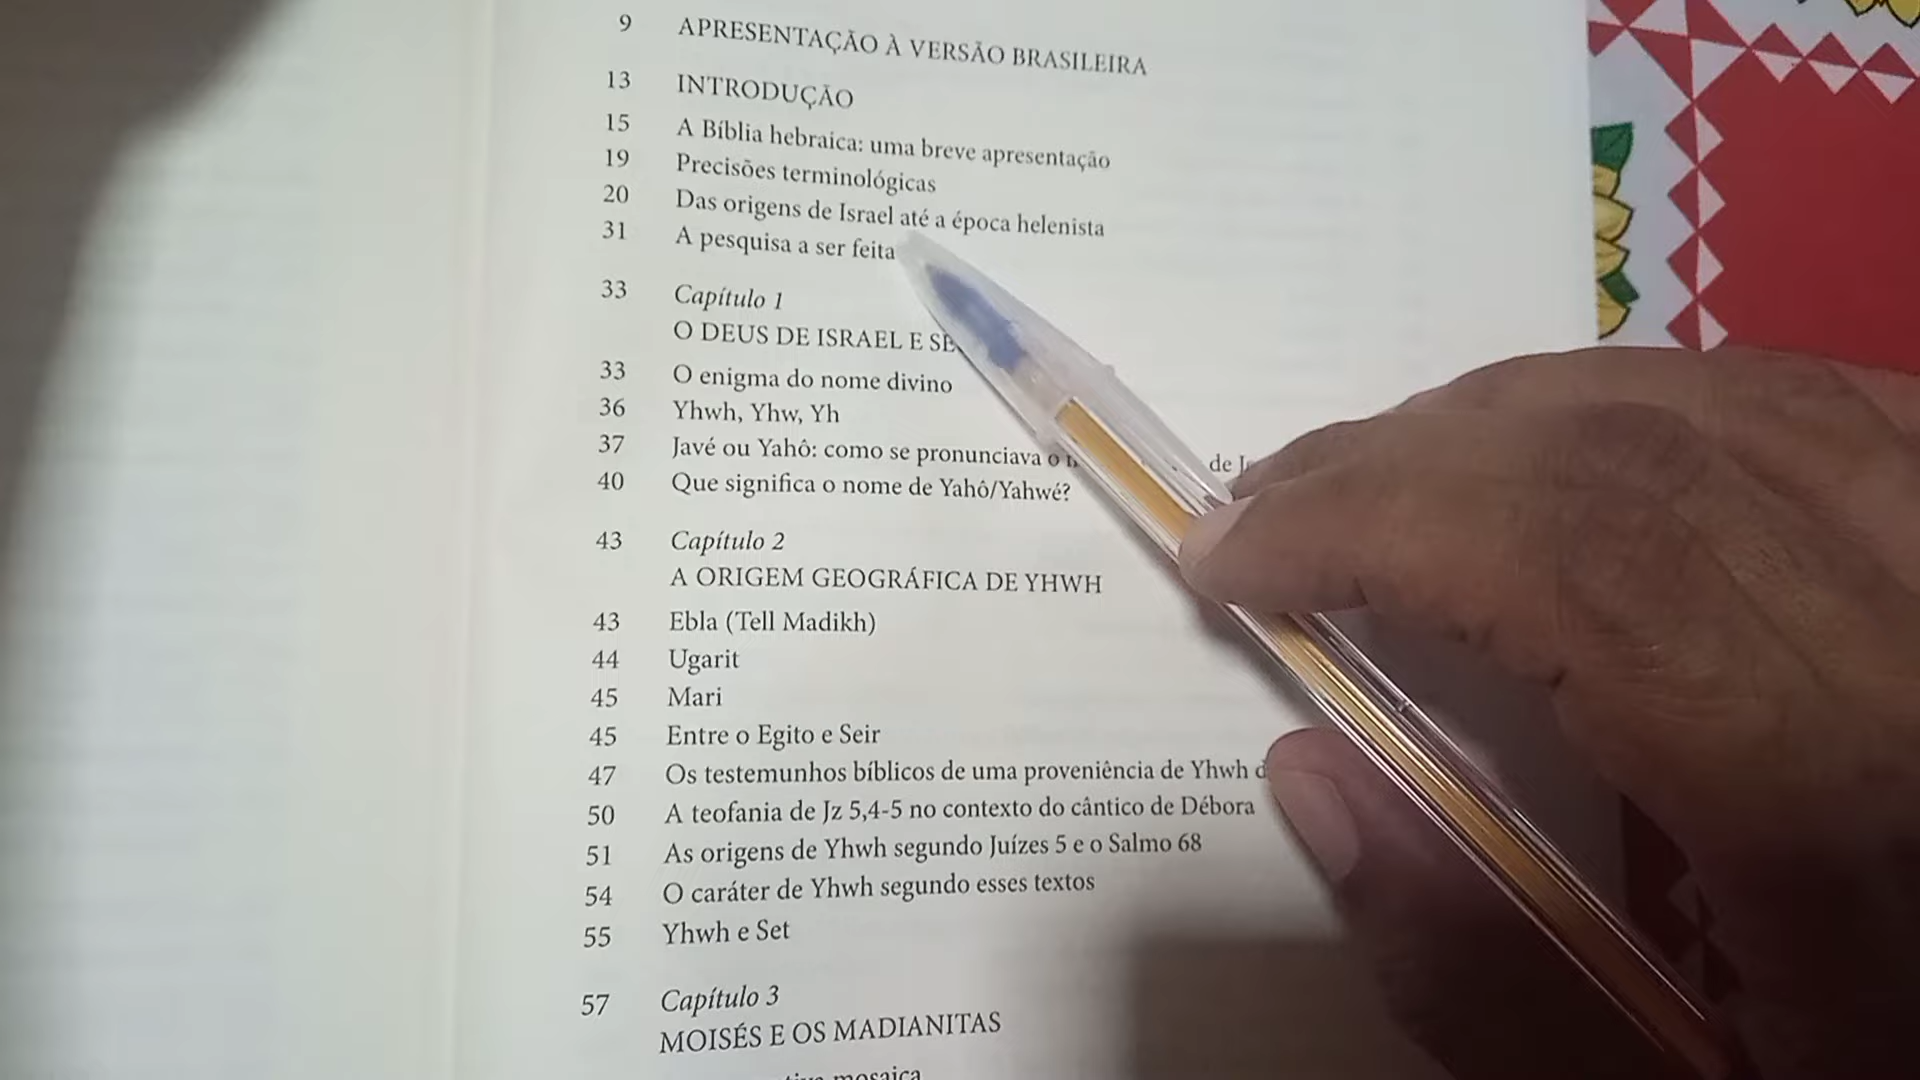 9 APRESENTAÇÃO À VERSÃO BRASILEIRA
13 INTRODUÇÃO
15 A Bíblia hebraica: uma breve apresentação
19 Precisões terminológicas
20 Das origens de Israel até a época helenista
31 A pesquisa a ser feita
33 Capítulo 1
O DEUS DE ISRAEL E
33 O enigma do nome divino
36 Yhwh, Yhw, Yh
37 Javé ou Yahô: como se pronunciava o de
40 Que significa o nome de Yahô/Yahwé?
43 Capítulo 2
A ORIGEM GEOGRÁFICA DE YHWH
43 Ebla (Tell Madikh)
44 Ugarit
45 Mari
45 Entre o Egito e Seir
47 Os testemunhos bíblicos de uma proveniência de Yhwh
50 A teofania de Jz 5,4-5 no contexto do cântico de Débora
51 As origens de Yhwh segundo Juízes 5 e o Salmo 68
54 O caráter de Yhwh segundo esses textos
55 Yhwh e Set
57 Capítulo 3
MOISÉS E OS MADIANITAS
mosaica